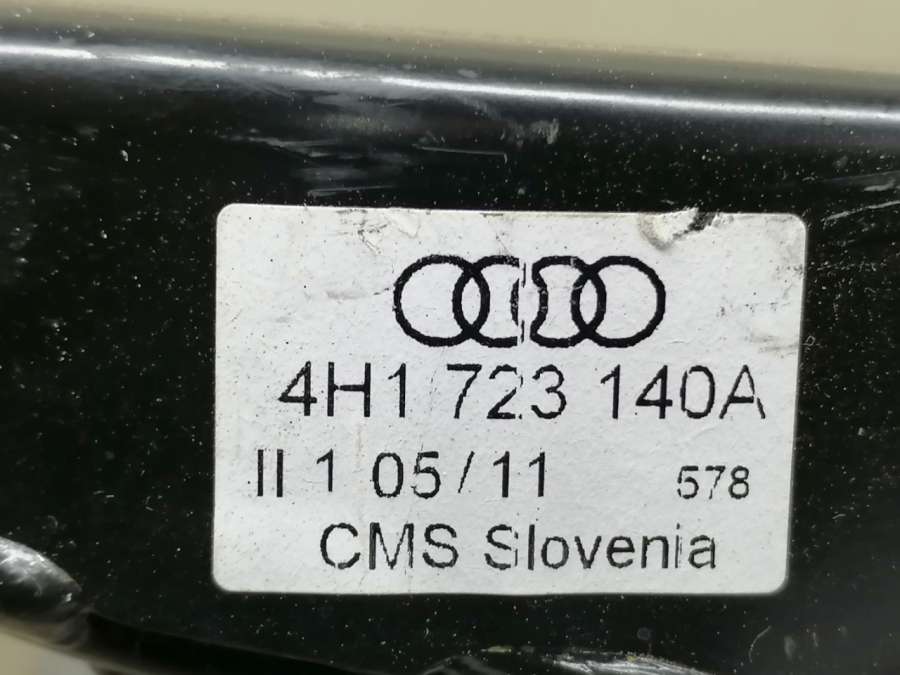 4H1 723 140A
II 1 05/11 578
CMS Slovenia